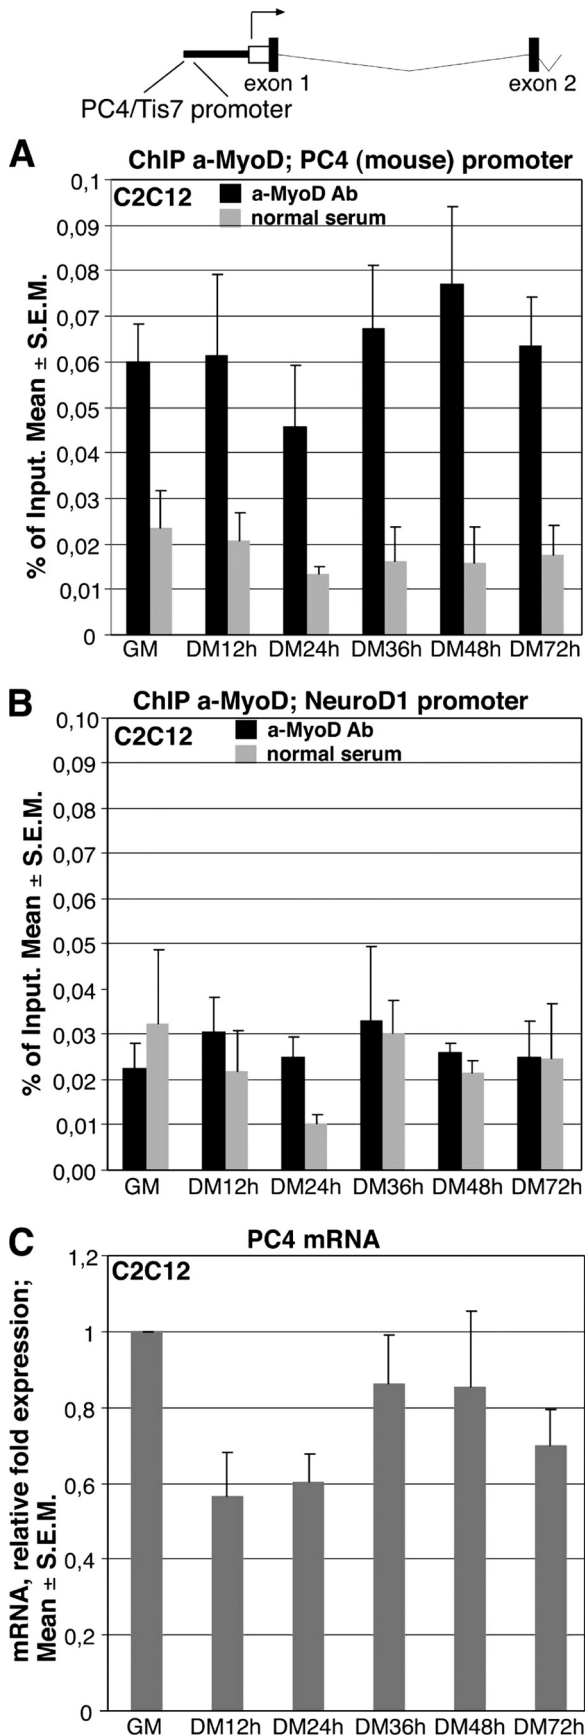 exon 1
exon 2
PC4/Tis7 promoter
A
ChIP a-MyoD; PC4 (mouse) promoter
C2C12
a-MyoD Ab
normal serum
% of Input. Mean ± S.E.M.
0,1
0,09
0,08
0,07
0,06
0,05
0,04
0,03
0,02
0,01
0
GM DM12h DM24h DM36h DM48h DM72h
B
ChIP a-MyoD; NeuroD1 promoter
C2C12
a-MyoD Ab
normal serum
% of Input. Mean ± S.E.M.
0,10
0,09
0,08
0,07
0,06
0,05
0,04
0,03
0,02
0,01
0,00
GM DM12h DM24h DM36h DM48h DM72h
C
PC4 mRNA
C2C12
mRNA, relative fold expression;
Mean ± S.E.M.
1,2
1
0,8
0,6
0,4
0,2
0
GM DM12h DM24h DM36h DM48h DM72h